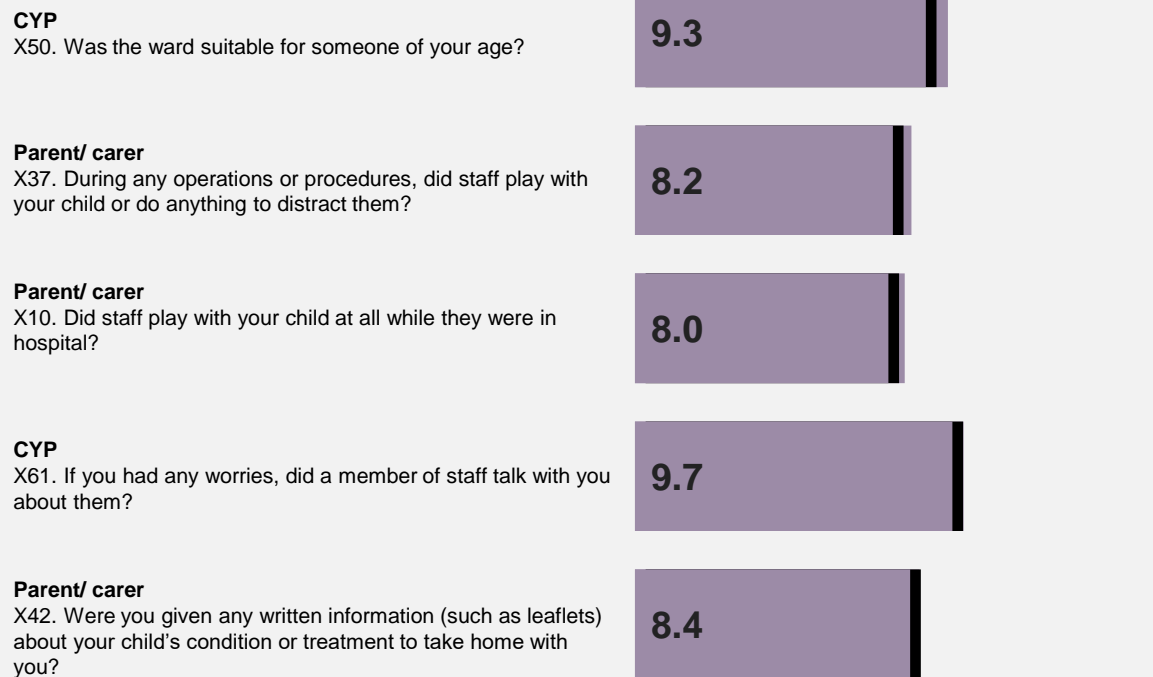 CYP
X50. Was the ward suitable for someone of your age?
9.3
Parent/ carer
X37. During any operations or procedures, did staff play with
your child or do anything to distract them?
8.2
Parent/ carer
X10. Did staff play with your child at all while they were in
hospital?
8.0
CYP
X61. If you had any worries, did a member of staff talk with you
about them?
9.7
Parent/ carer
X42. Were you given any written information (such as leaflets)
about your child’s condition or treatment to take home with
you?
8.4